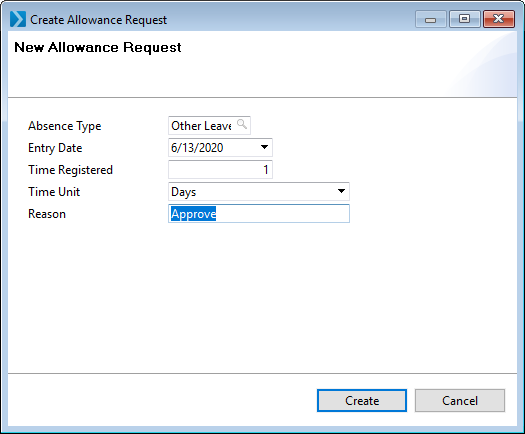 Create Allowance Request
New Allowance Request
Absence Type Other Leave
Entry Date 6/13/2020
Time Registered 1
Time Unit Days
Reason Approve
Create Cancel